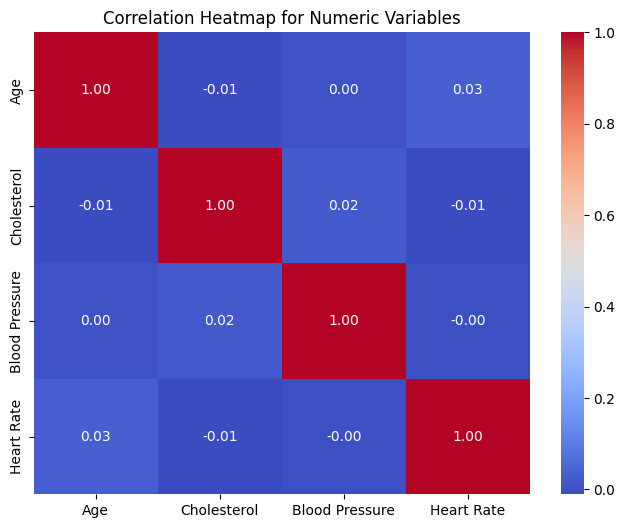 Correlation Heatmap for Numeric Variables
Age
1.00
-0.01
0.00
0.03
Cholesterol
-0.01
1.00
0.02
-0.01
Blood Pressure
0.00
0.02
1.00
-0.00
Heart Rate
0.03
-0.01
-0.00
1.00
Age
Cholesterol
Blood Pressure
Heart Rate
1.0
0.8
0.6
0.4
0.2
0.0